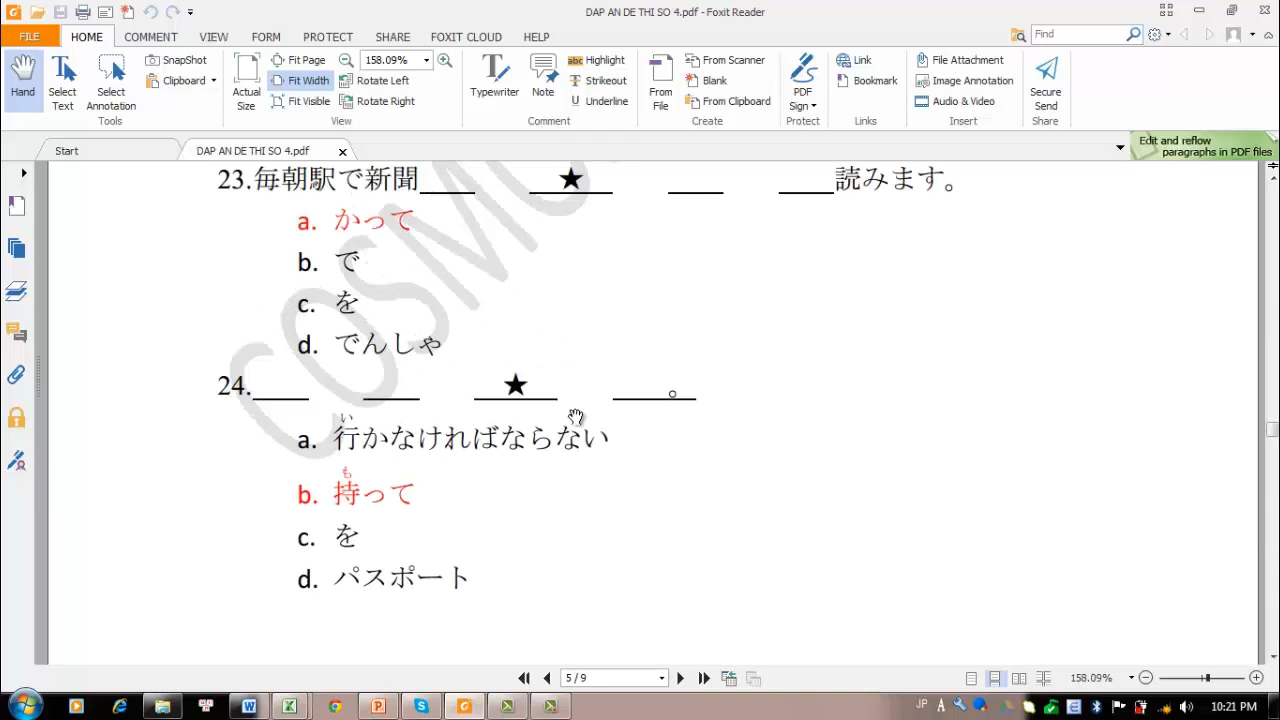 DAP AN DE THI SO 4.pdf - Foxit Reader
FILE HOME COMMENT VIEW FORM PROTECT SHARE FOXIT CLOUD HELP Find
Hand Select Text Select Annotation SnapShot Clipboard Tools
Actual Size Fit Page Fit Width Fit Visible 158.09% Rotate Left Rotate Right View
Typewriter Note Highlight Strikeout Underline Comment
From File From Scanner Blank From Clipboard Create
PDF Sign Protect
Link Bookmark Links
File Attachment Image Annotation Audio & Video Insert
Secure Send Share
Start DAP AN DE THI SO 4.pdf
Edit and reflow
paragraphs in PDF files
COSMO
23.毎朝駅で新聞____ __★__ ____ ____読みます。
a. かって
b. で
c. を
d. でんしゃ
24.____ ____ __★__ ____。
い
a. 行かなければならない
も
b. 持って
c. を
d. パスポート
5 / 9 158.09%
JP 10:21 PM